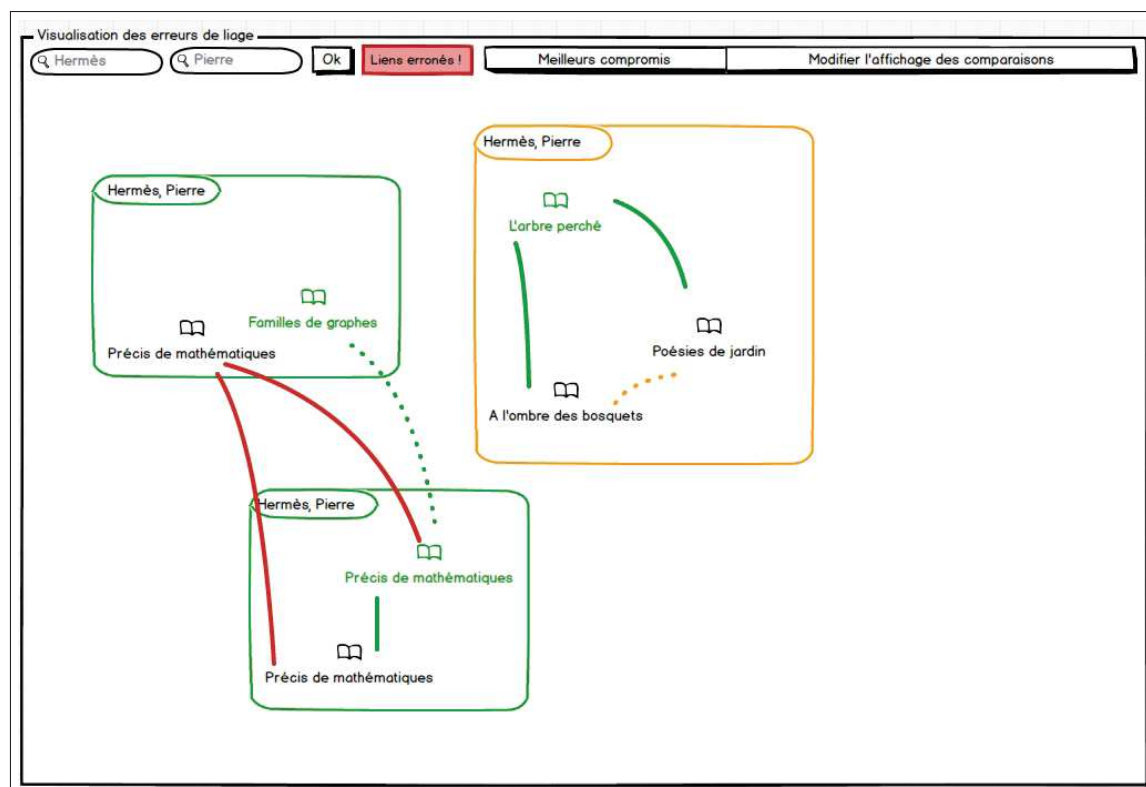 Visualisation des erreurs de liage
Hermès
Pierre
Ok
Liens erronés !
Meilleurs compromis
Modifier l'affichage des comparaisons
Hermès, Pierre
Familles de graphes
Précis de mathématiques
Hermès, Pierre
L'arbre perché
Poésies de jardin
A l'ombre des bosquets
Hermès, Pierre
Précis de mathématiques
Précis de mathématiques